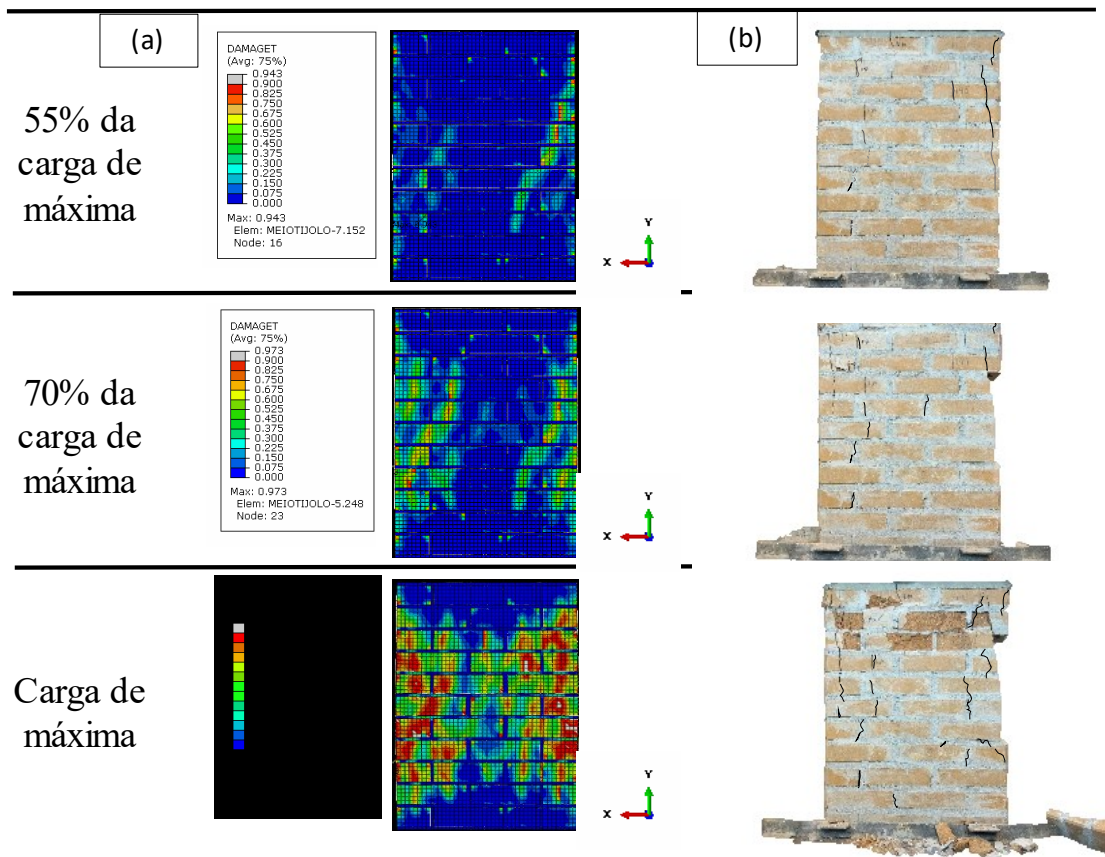 (a)
(b)
55% da
carga de
máxima
DAMAGET
(Avg: 75%)
0.943
0.900
0.825
0.750
0.675
0.600
0.525
0.450
0.375
0.300
0.225
0.150
0.075
0.000
Max: 0.943
Elem: MEIOTIJOLO-7.152
Node: 16
Y
X
70% da
carga de
máxima
DAMAGET
(Avg: 75%)
0.973
0.900
0.825
0.750
0.675
0.600
0.525
0.450
0.375
0.300
0.225
0.150
0.075
0.000
Max: 0.973
Elem: MEIOTIJOLO-5.248
Node: 23
Y
X
Carga de
máxima
Y
X